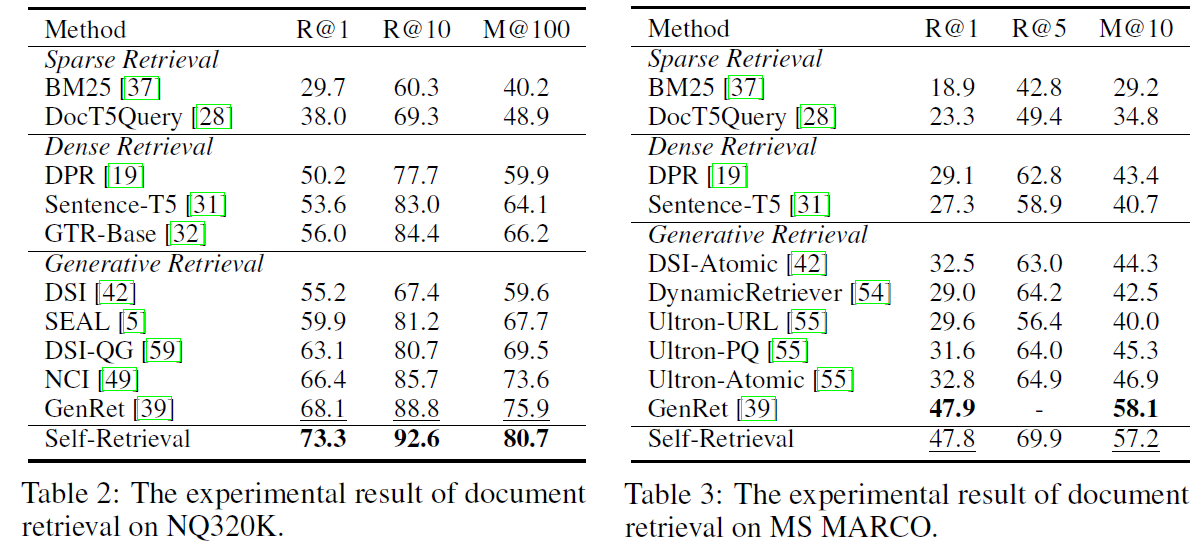 Method R@1 R@10 M@100
Sparse Retrieval
BM25 [37] 29.7 60.3 40.2
DocT5Query [28] 38.0 69.3 48.9
Dense Retrieval
DPR [19] 50.2 77.7 59.9
Sentence-T5 [31] 53.6 83.0 64.1
GTR-Base [32] 56.0 84.4 66.2
Generative Retrieval
DSI [42] 55.2 67.4 59.6
SEAL [5] 59.9 81.2 67.7
DSI-QG [59] 63.1 80.7 69.5
NCI [49] 66.4 85.7 73.6
GenRet [39] 68.1 88.8 75.9
Self-Retrieval 73.3 92.6 80.7
Table 2: The experimental result of document
retrieval on NQ320K.
Method R@1 R@5 M@10
Sparse Retrieval
BM25 [37] 18.9 42.8 29.2
DocT5Query [28] 23.3 49.4 34.8
Dense Retrieval
DPR [19] 29.1 62.8 43.4
Sentence-T5 [31] 27.3 58.9 40.7
Generative Retrieval
DSI-Atomic [42] 32.5 63.0 44.3
DynamicRetriever [54] 29.0 64.2 42.5
Ultron-URL [55] 29.6 56.4 40.0
Ultron-PQ [55] 31.6 64.0 45.3
Ultron-Atomic [55] 32.8 64.9 46.9
GenRet [39] 47.9 - 58.1
Self-Retrieval 47.8 69.9 57.2
Table 3: The experimental result of document
retrieval on MS MARCO.